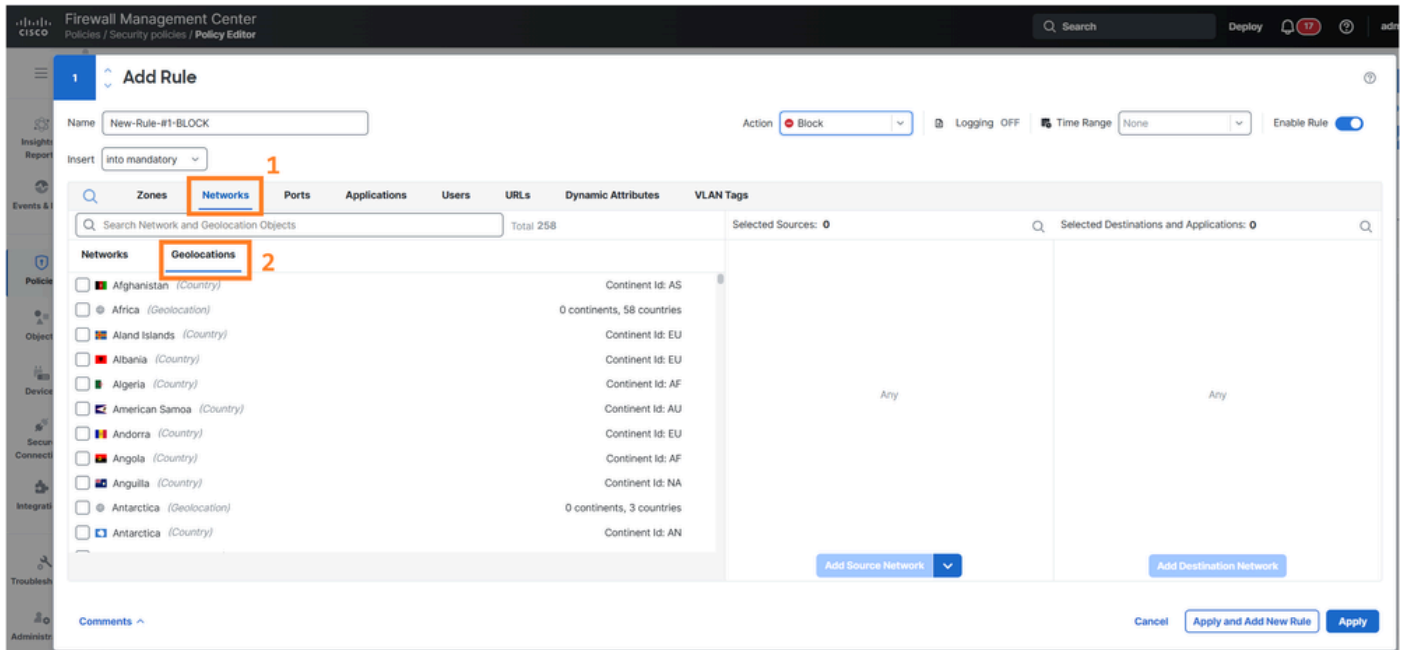 CISCO
Firewall Management Center
Policies / Security policies / Policy Editor
Search
Deploy
17
1
Add Rule
Name
New-Rule-#1-BLOCK
Action
Block
Logging OFF
Time Range
None
Enable Rule
Insert
into mandatory
1
Zones
Networks
Ports
Applications
Users
URLs
Dynamic Attributes
VLAN Tags
Search Network and Geolocation Objects
Total 258
Selected Sources: 0
Selected Destinations and Applications: 0
Networks
Geolocations
2
Afghanistan (Country) Continent Id: AS
Africa (Geolocation) 0 continents, 58 countries
Aland Islands (Country) Continent Id: EU
Albania (Country) Continent Id: EU
Algeria (Country) Continent Id: AF
American Samoa (Country) Continent Id: AU
Andorra (Country) Continent Id: EU
Angola (Country) Continent Id: AF
Anguilla (Country) Continent Id: NA
Antarctica (Geolocation) 0 continents, 3 countries
Antarctica (Country) Continent Id: AN
Any
Any
Add Source Network
Add Destination Network
Comments
Cancel
Apply and Add New Rule
Apply
Insights
Report
Events &
Policie
Object
Device
Secur
Connecti
Integrati
Troublesh
Administr
adm